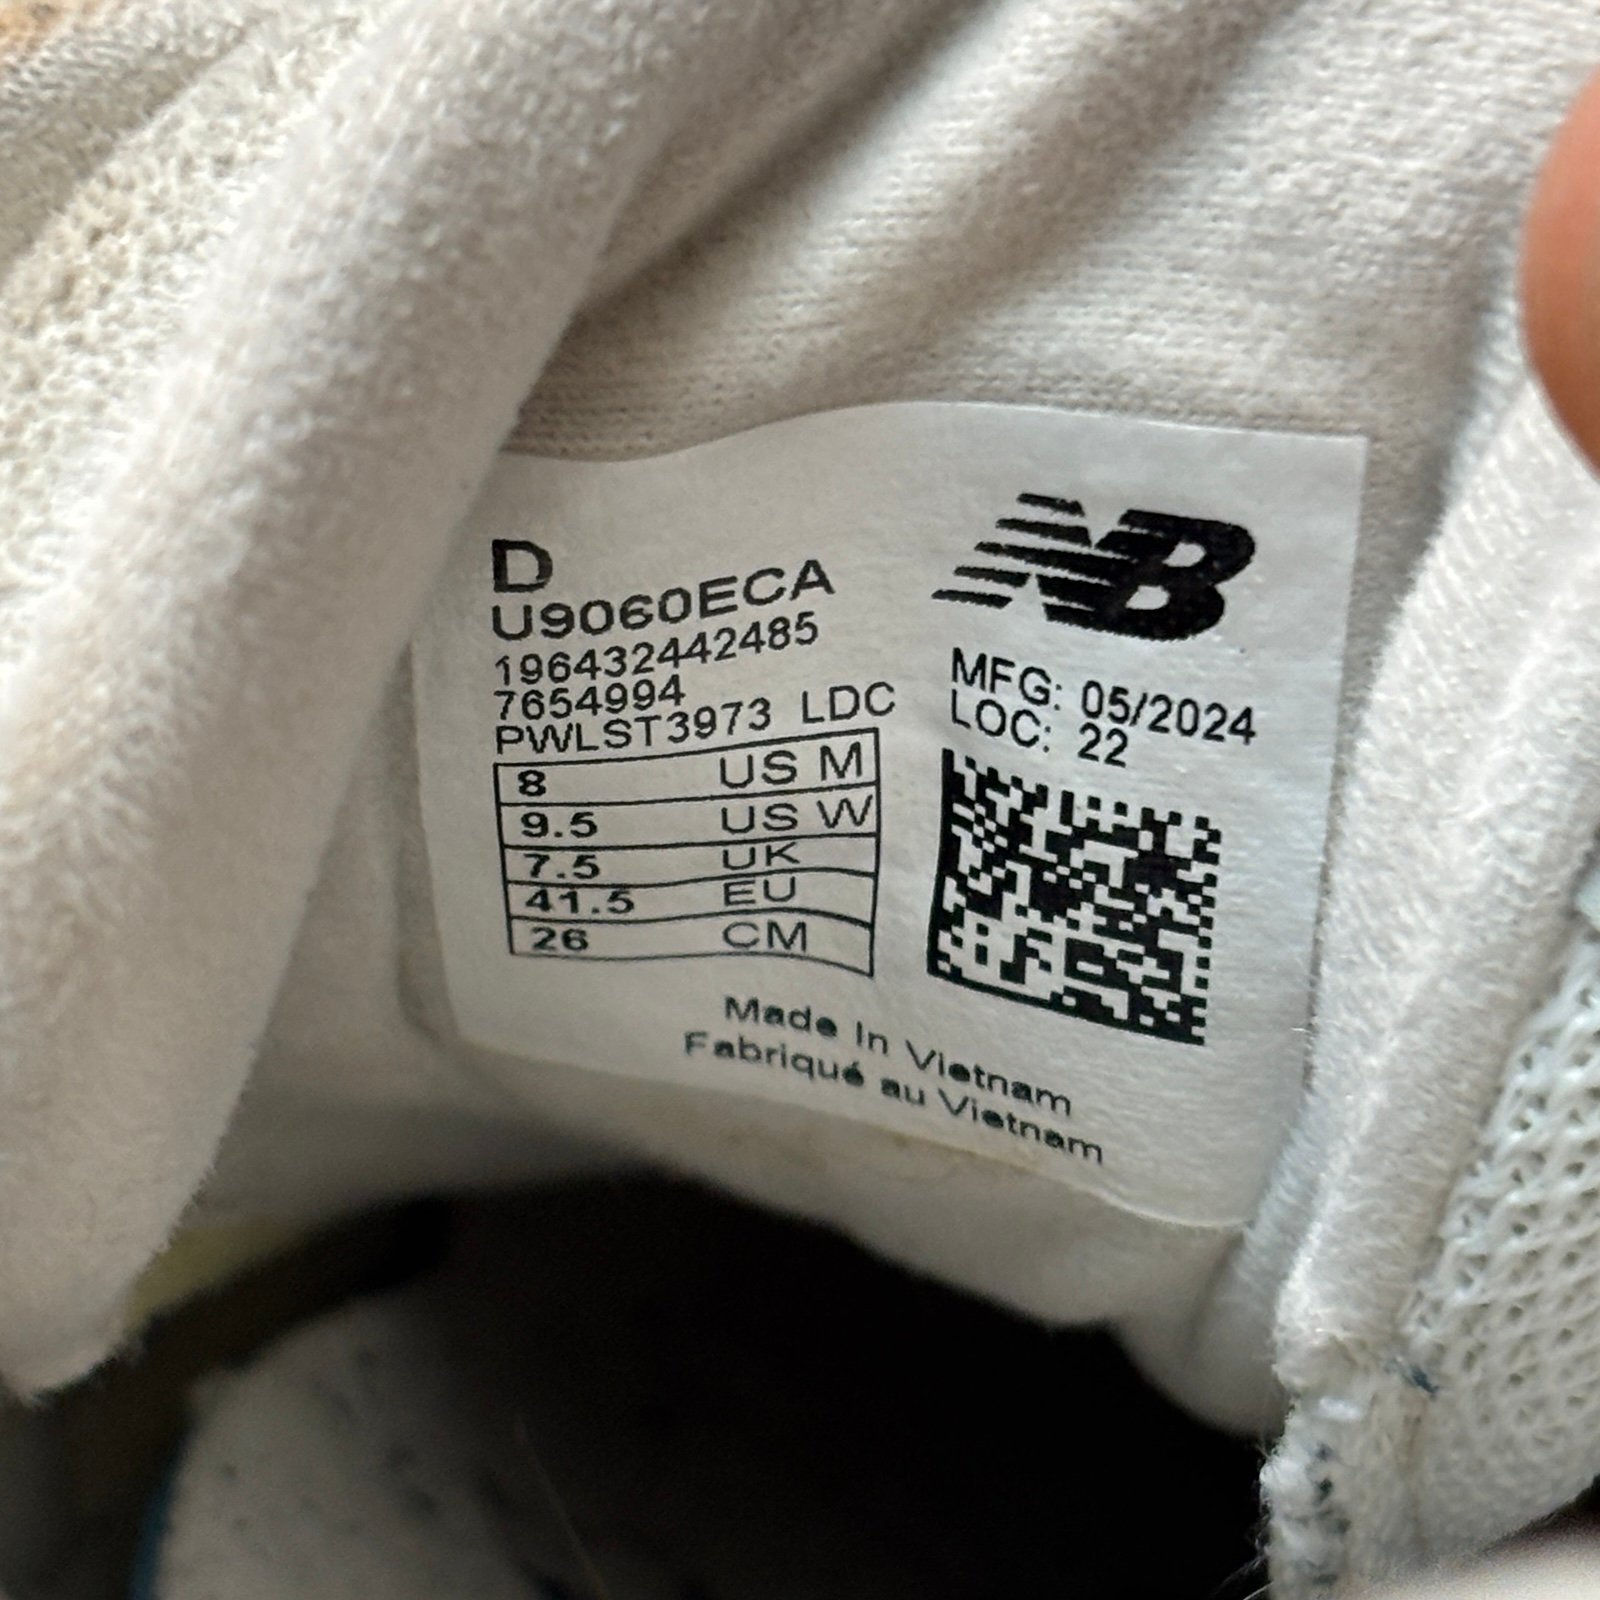 D
U9060ECA
196432442485
7654994
PWLST3973 LDC
8 US M
9.5 US W
7.5 UK
41.5 EU
26 CM
NB
MFG: 05/2024
LOC: 22
Made In Vietnam
Fabriqué au Vietnam